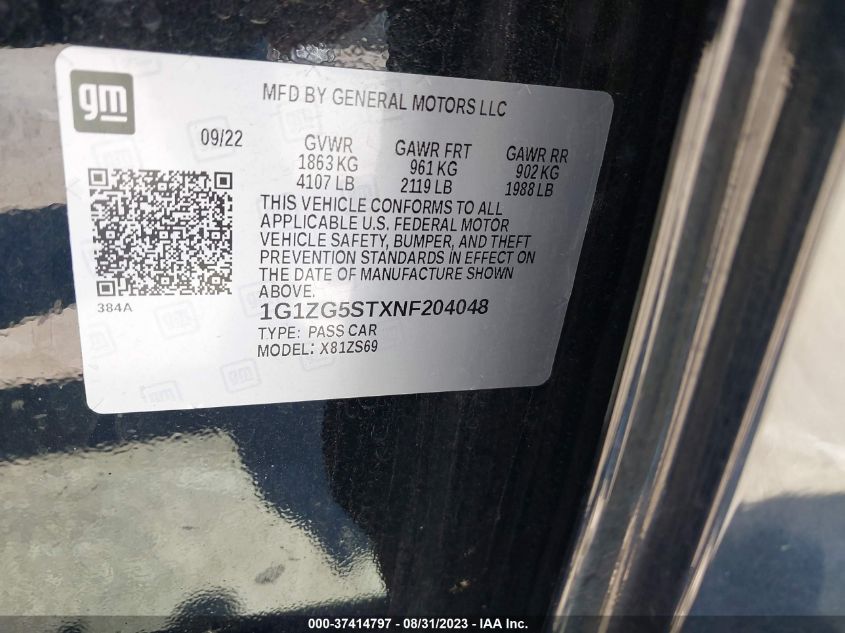 gm
MFD BY GENERAL MOTORS LLC
09/22
GVWR GAWR FRT GAWR RR
1863 KG 961 KG 902 KG
4107 LB 2119 LB 1988 LB
THIS VEHICLE CONFORMS TO ALL
APPLICABLE U.S. FEDERAL MOTOR
VEHICLE SAFETY, BUMPER, AND THEFT
PREVENTION STANDARDS IN EFFECT ON
THE DATE OF MANUFACTURE SHOWN
ABOVE.
384A
1G1ZG5STXNF204048
TYPE: PASS CAR
MODEL: X81ZS69
000-37414797 - 08/31/2023 - IAA Inc.